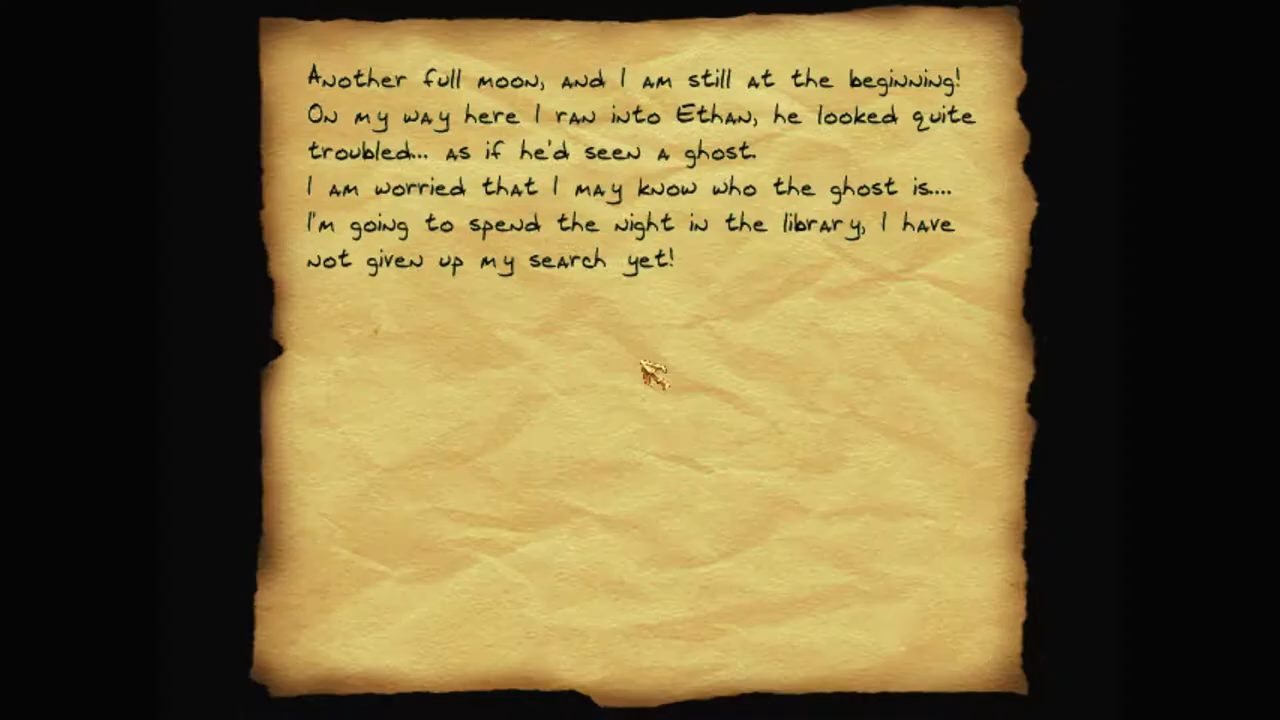 Another full moon, and I am still at the beginning!
On my way here I ran into Ethan, he looked quite
troubled... as if he'd seen a ghost.
I am worried that I may know who the ghost is....
I'm going to spend the night in the library, I have
not given up my search yet!